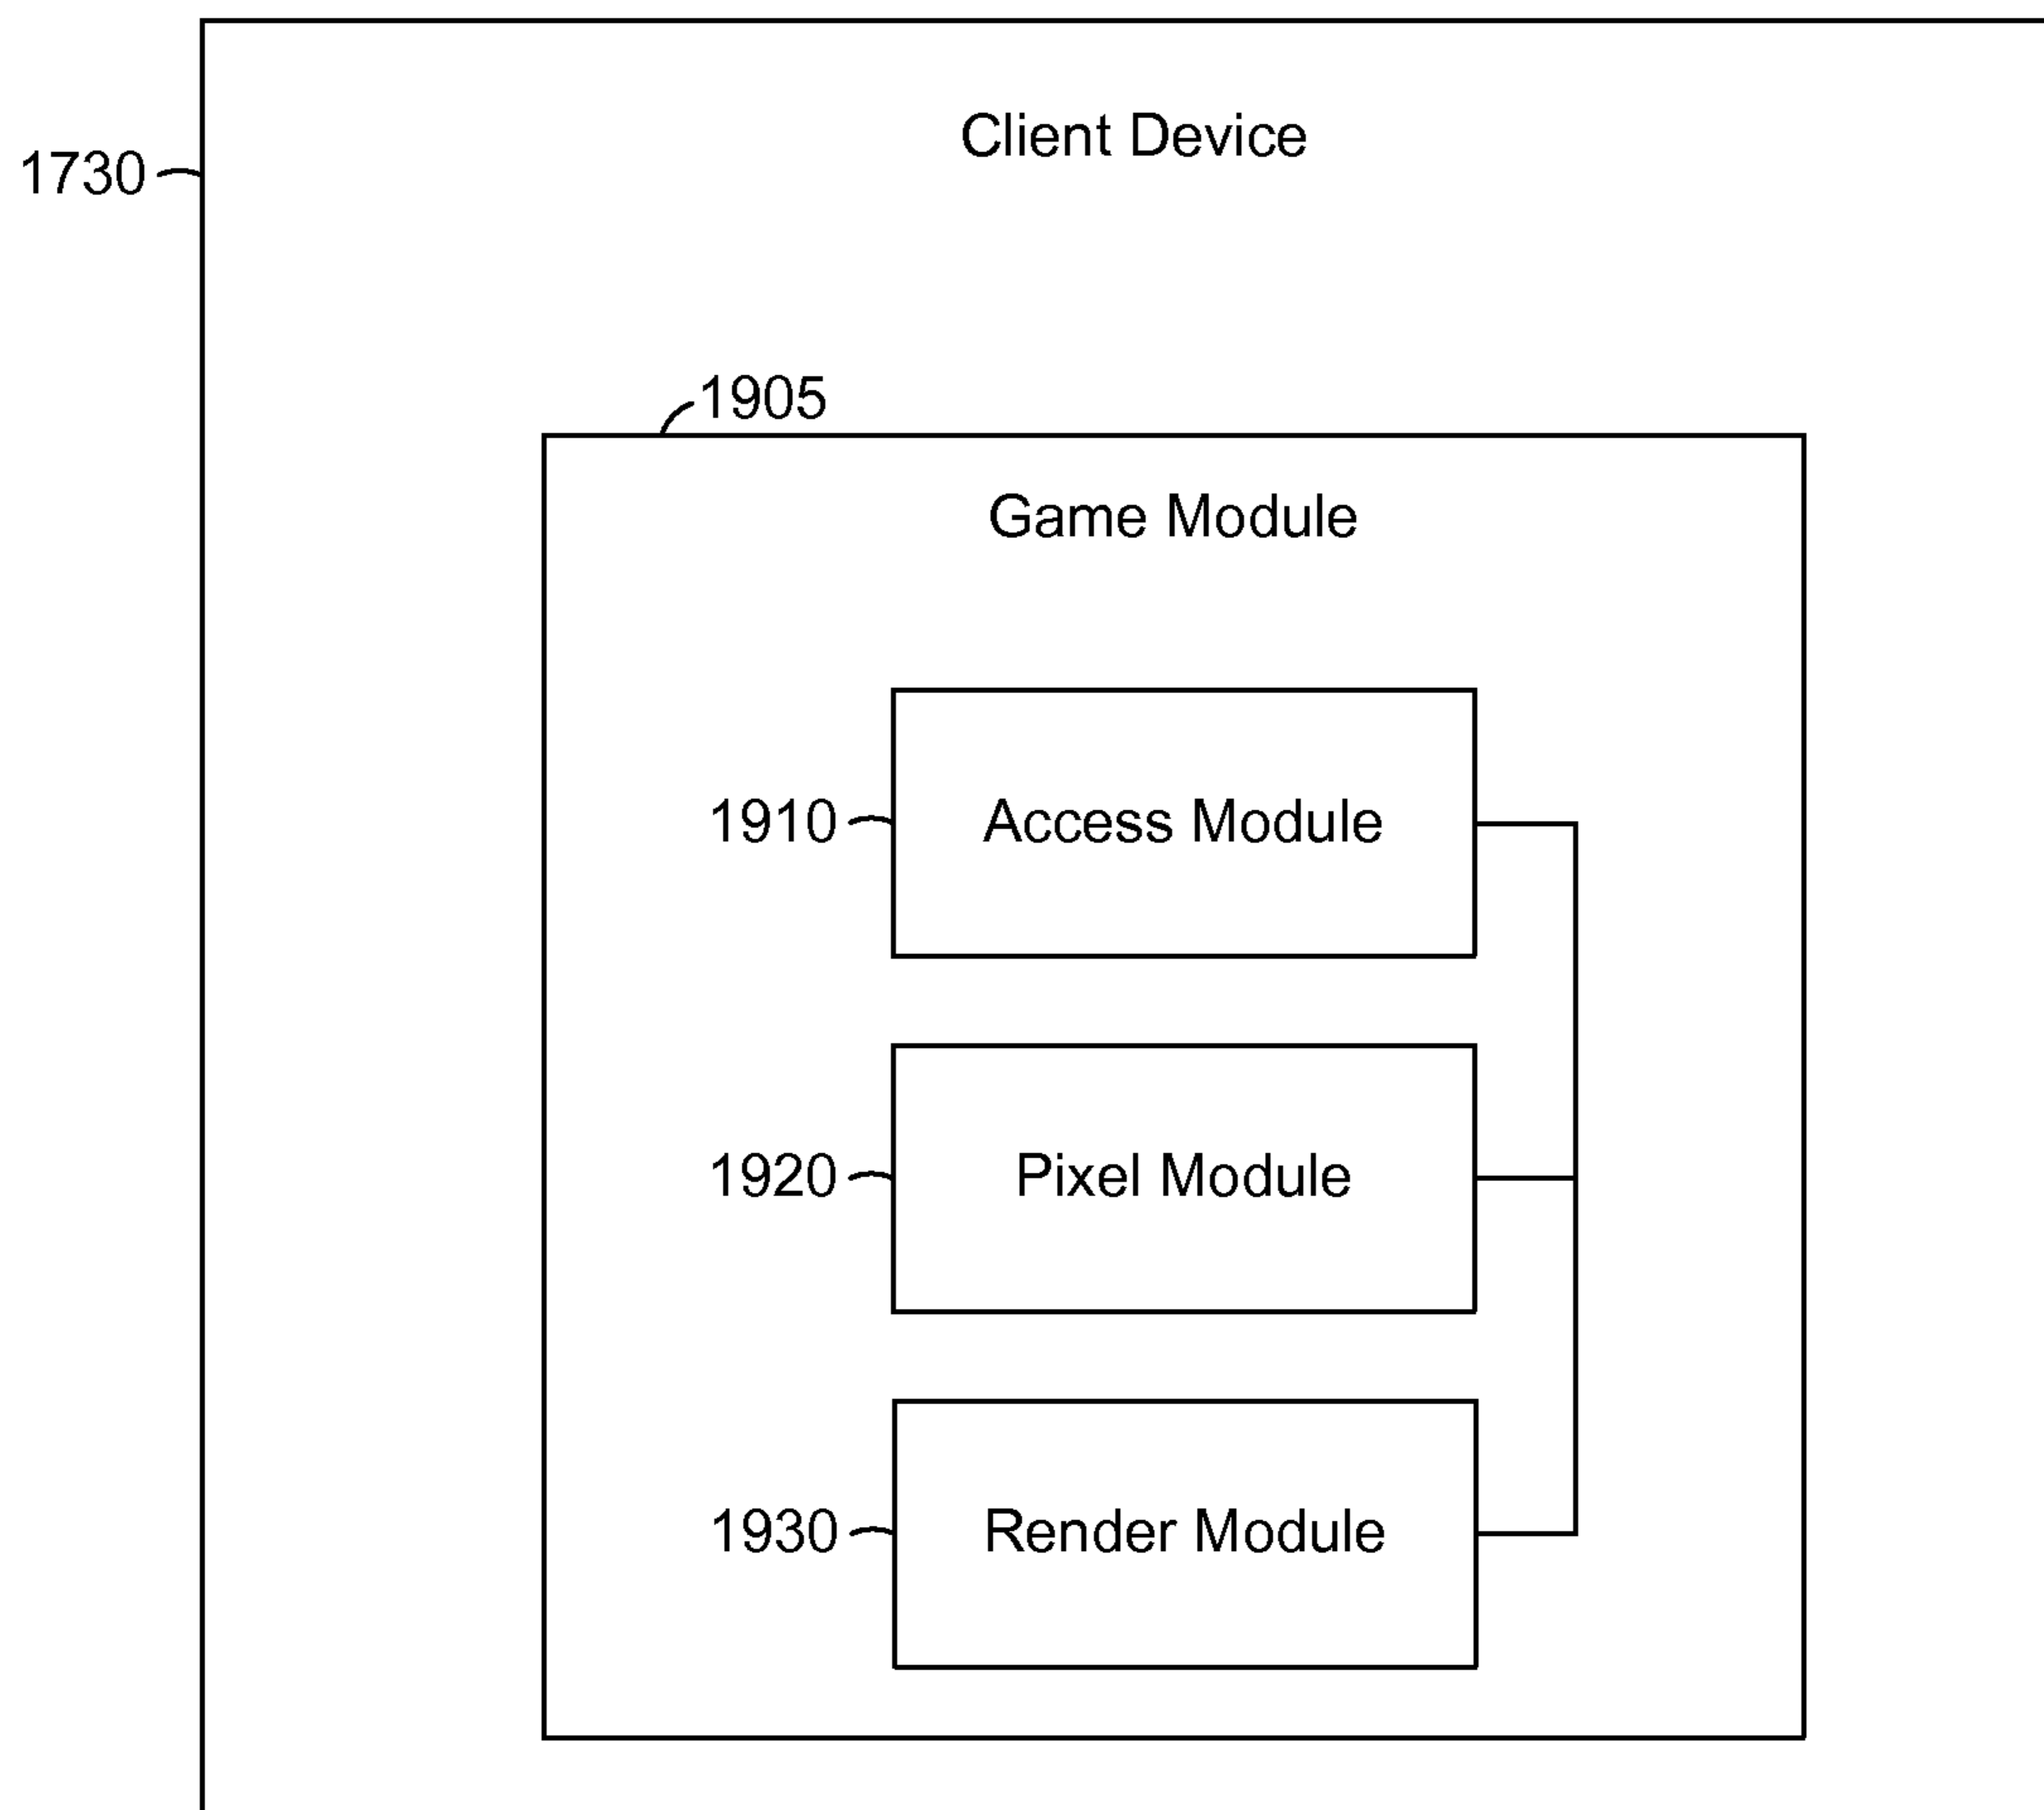 Client Device
1730
1905
Game Module
1910 Access Module
1920 Pixel Module
1930 Render Module